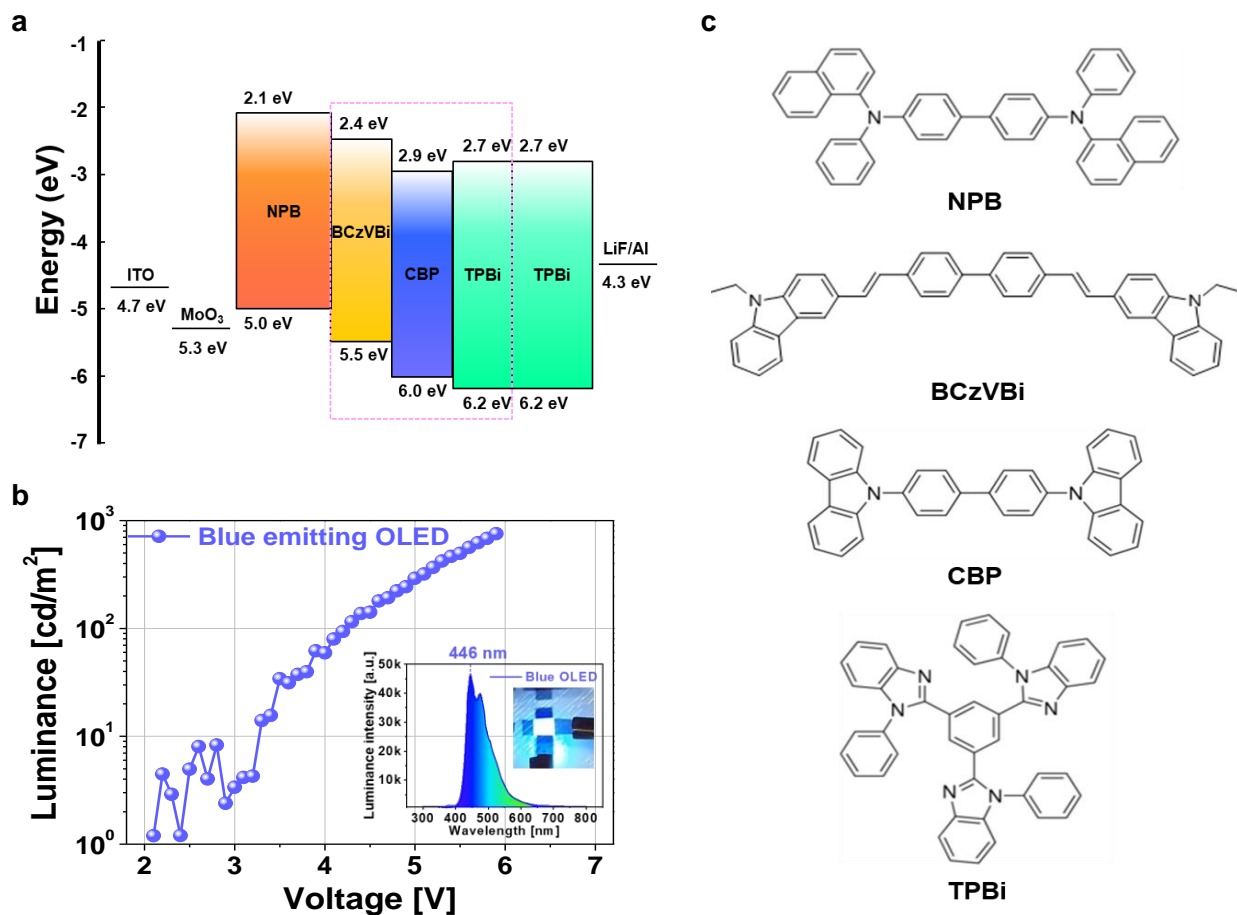 a
-1
-2
-3
-4
-5
-6
-7
Energy (eV)
ITO
4.7 eV
MoO3
5.3 eV
2.1 eV
NPB
5.0 eV
2.4 eV
BCzVBi
5.5 eV
2.9 eV
CBP
6.0 eV
2.7 eV
TPBi
6.2 eV
2.7 eV
TPBi
6.2 eV
LiF/Al
4.3 eV
b
Luminance [cd/m2]
10^3
10^2
10^1
10^0
Blue emitting OLED
2 3 4 5 6 7
Voltage [V]
446 nm
Luminance intensity [a.u.]
50k
40k
30k
20k
10k
Blue OLED
300 400 500 600 700 800
Wavelength [nm]
c
N
N
NPB
N
N
BCzVBi
N
N
CBP
N
N
N
N
N
N
TPBi